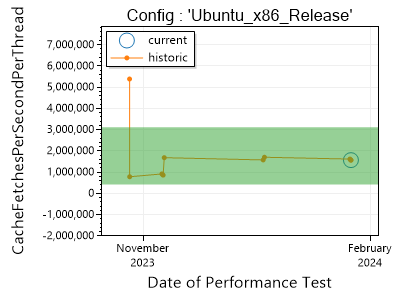 Config : 'Ubuntu_x86_Release'
current
historic
CacheFetchesPerSecondPerThread
7,000,000
6,000,000
5,000,000
4,000,000
3,000,000
2,000,000
1,000,000
0
-1,000,000
-2,000,000
November
2023
February
2024
Date of Performance Test